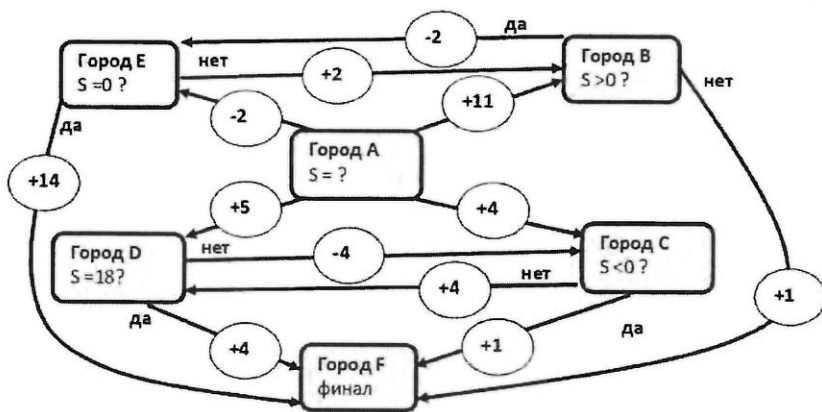 -2
да
Город E
S =0 ?
нет
+2
Город B
S >0 ?
нет
да
-2
+11
Город A
S = ?
+14
+5
+4
Город D
S =18?
нет
-4
Город C
S <0 ?
+4
нет
да
+4
+1
да
+1
Город F
финал